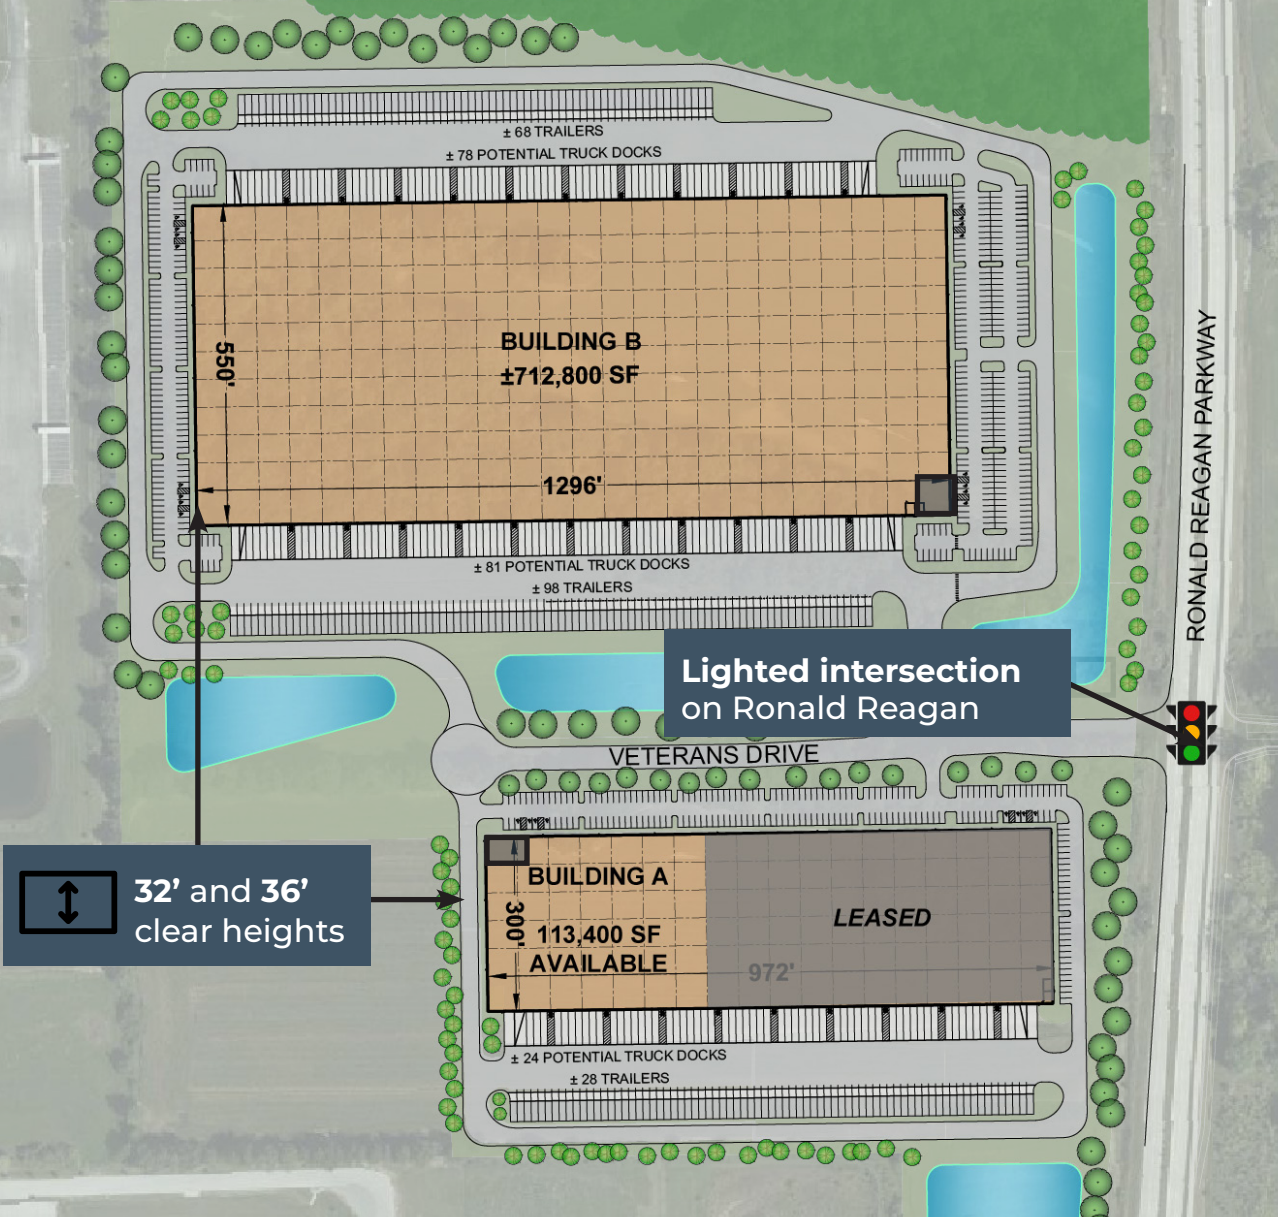 ± 68 TRAILERS
± 78 POTENTIAL TRUCK DOCKS
BUILDING B
±712,800 SF
550'
1296'
± 81 POTENTIAL TRUCK DOCKS
± 98 TRAILERS
RONALD REAGAN PARKWAY
Lighted intersection
on Ronald Reagan
VETERANS DRIVE
32’ and 36’
clear heights
BUILDING A
300'
113,400 SF
AVAILABLE
LEASED
972'
± 24 POTENTIAL TRUCK DOCKS
± 28 TRAILERS